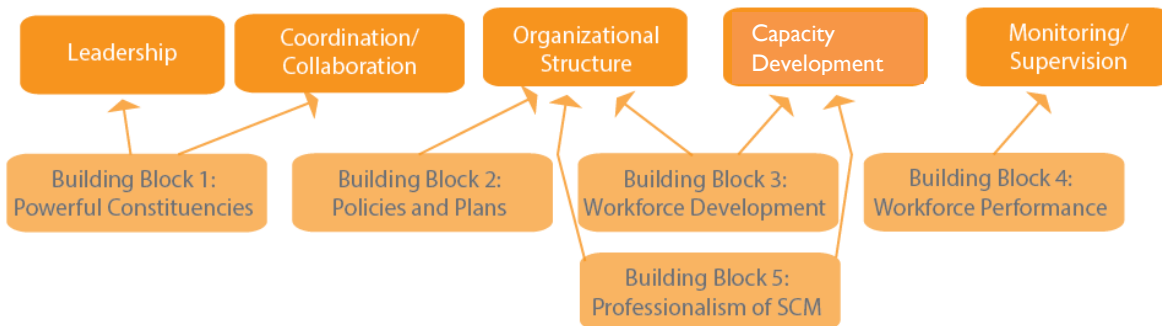 Leadership
Coordination/
Collaboration
Organizational
Structure
Capacity
Development
Monitoring/
Supervision
Building Block 1:
Powerful Constituencies
Building Block 2:
Policies and Plans
Building Block 3:
Workforce Development
Building Block 4:
Workforce Performance
Building Block 5:
Professionalism of SCM